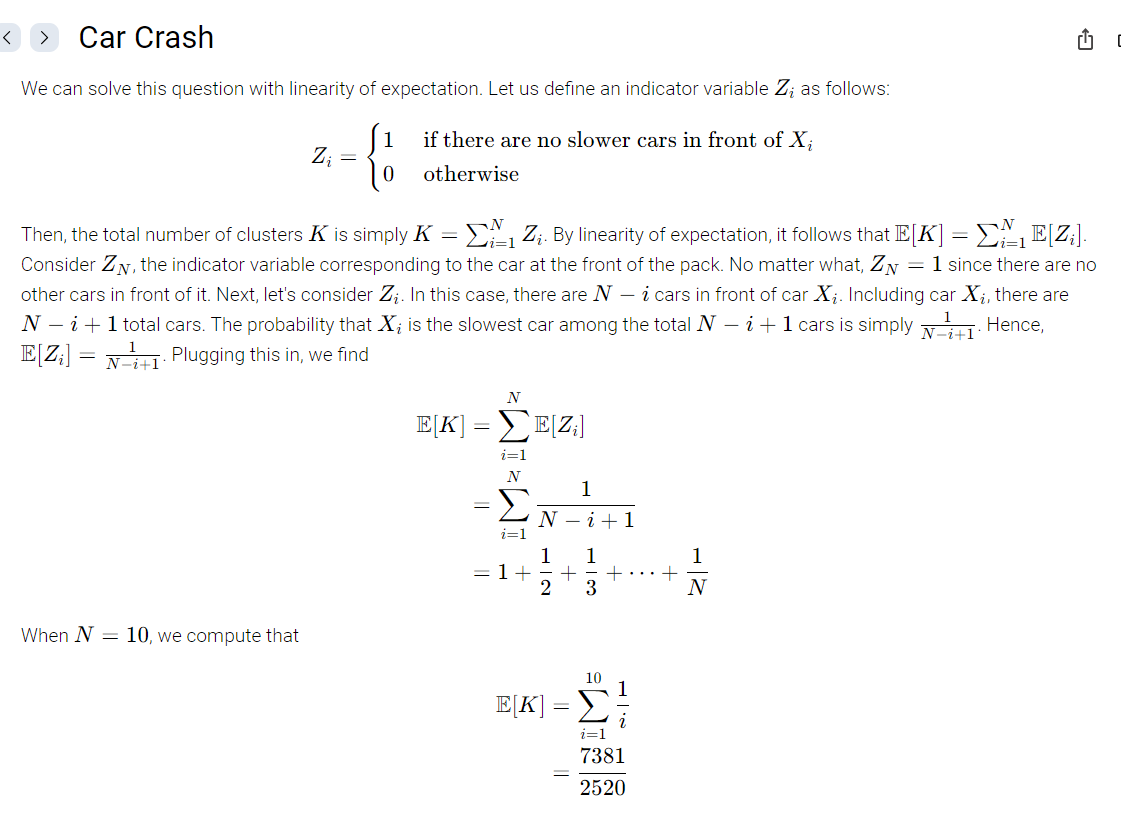 Car Crash
We can solve this question with linearity of expectation. Let us define an indicator variable $Z_i$ as follows:
$Z_i = \begin{cases} 1 & \text{if there are no slower cars in front of } X_i \\ 0 & \text{otherwise} \end{cases}$
Then, the total number of clusters $K$ is simply $K = \sum_{i=1}^{N} Z_i$. By linearity of expectation, it follows that $\mathbb{E}[K] = \sum_{i=1}^{N} \mathbb{E}[Z_i]$.
Consider $Z_N$, the indicator variable corresponding to the car at the front of the pack. No matter what, $Z_N = 1$ since there are no
other cars in front of it. Next, let's consider $Z_i$. In this case, there are $N - i$ cars in front of car $X_i$. Including car $X_i$, there are
$N - i + 1$ total cars. The probability that $X_i$ is the slowest car among the total $N - i + 1$ cars is simply $\frac{1}{N-i+1}$. Hence,
$\mathbb{E}[Z_i] = \frac{1}{N-i+1}$. Plugging this in, we find
$\mathbb{E}[K] = \sum_{i=1}^{N} \mathbb{E}[Z_i]$
$= \sum_{i=1}^{N} \frac{1}{N - i + 1}$
$= 1 + \frac{1}{2} + \frac{1}{3} + \cdots + \frac{1}{N}$
When $N = 10$, we compute that
$\mathbb{E}[K] = \sum_{i=1}^{10} \frac{1}{i}$
$= \frac{7381}{2520}$